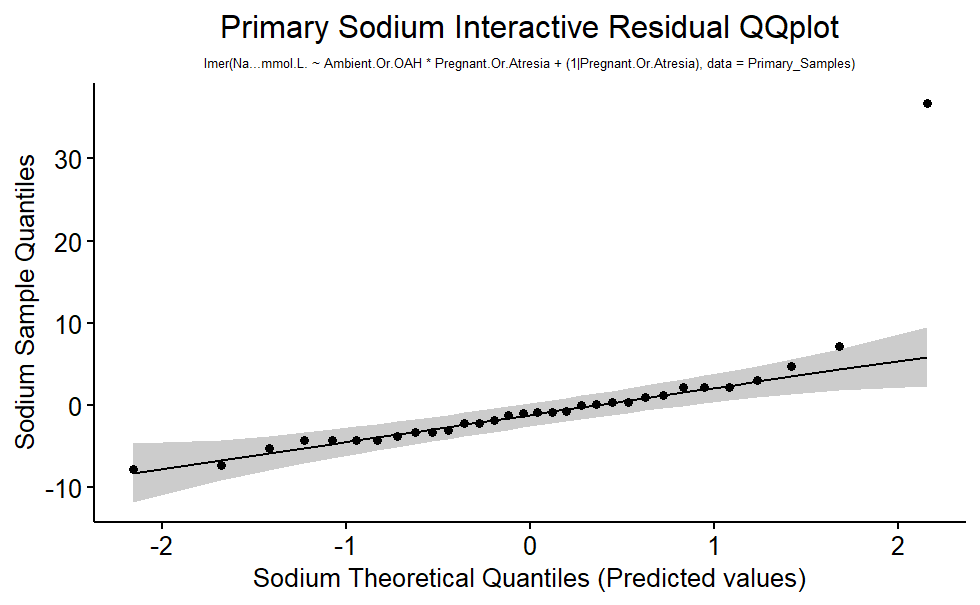 Primary Sodium Interactive Residual QQplot
lmer(Na...mmol.L. ~ Ambient.Or.OAH * Pregnant.Or.Atresia + (1|Pregnant.Or.Atresia), data = Primary_Samples)
Sodium Sample Quantiles
30
20
10
0
-10
-2
-1
0
1
2
Sodium Theoretical Quantiles (Predicted values)